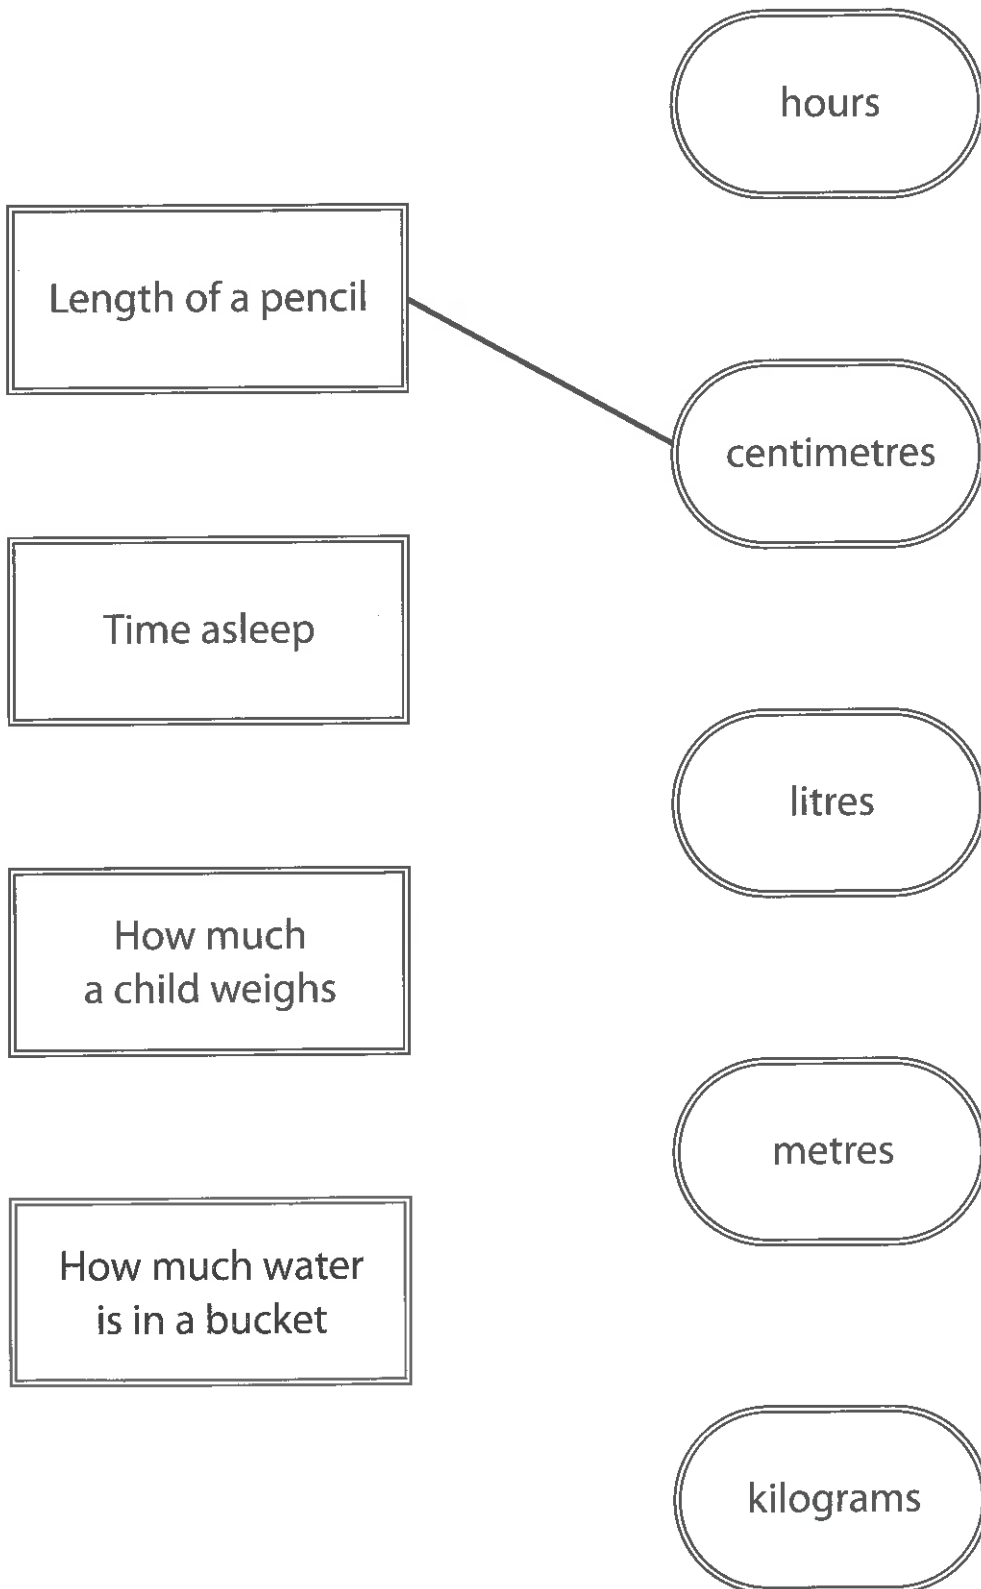 hours
Length of a pencil
centimetres
Time asleep
litres
How much
a child weighs
metres
How much water
is in a bucket
kilograms